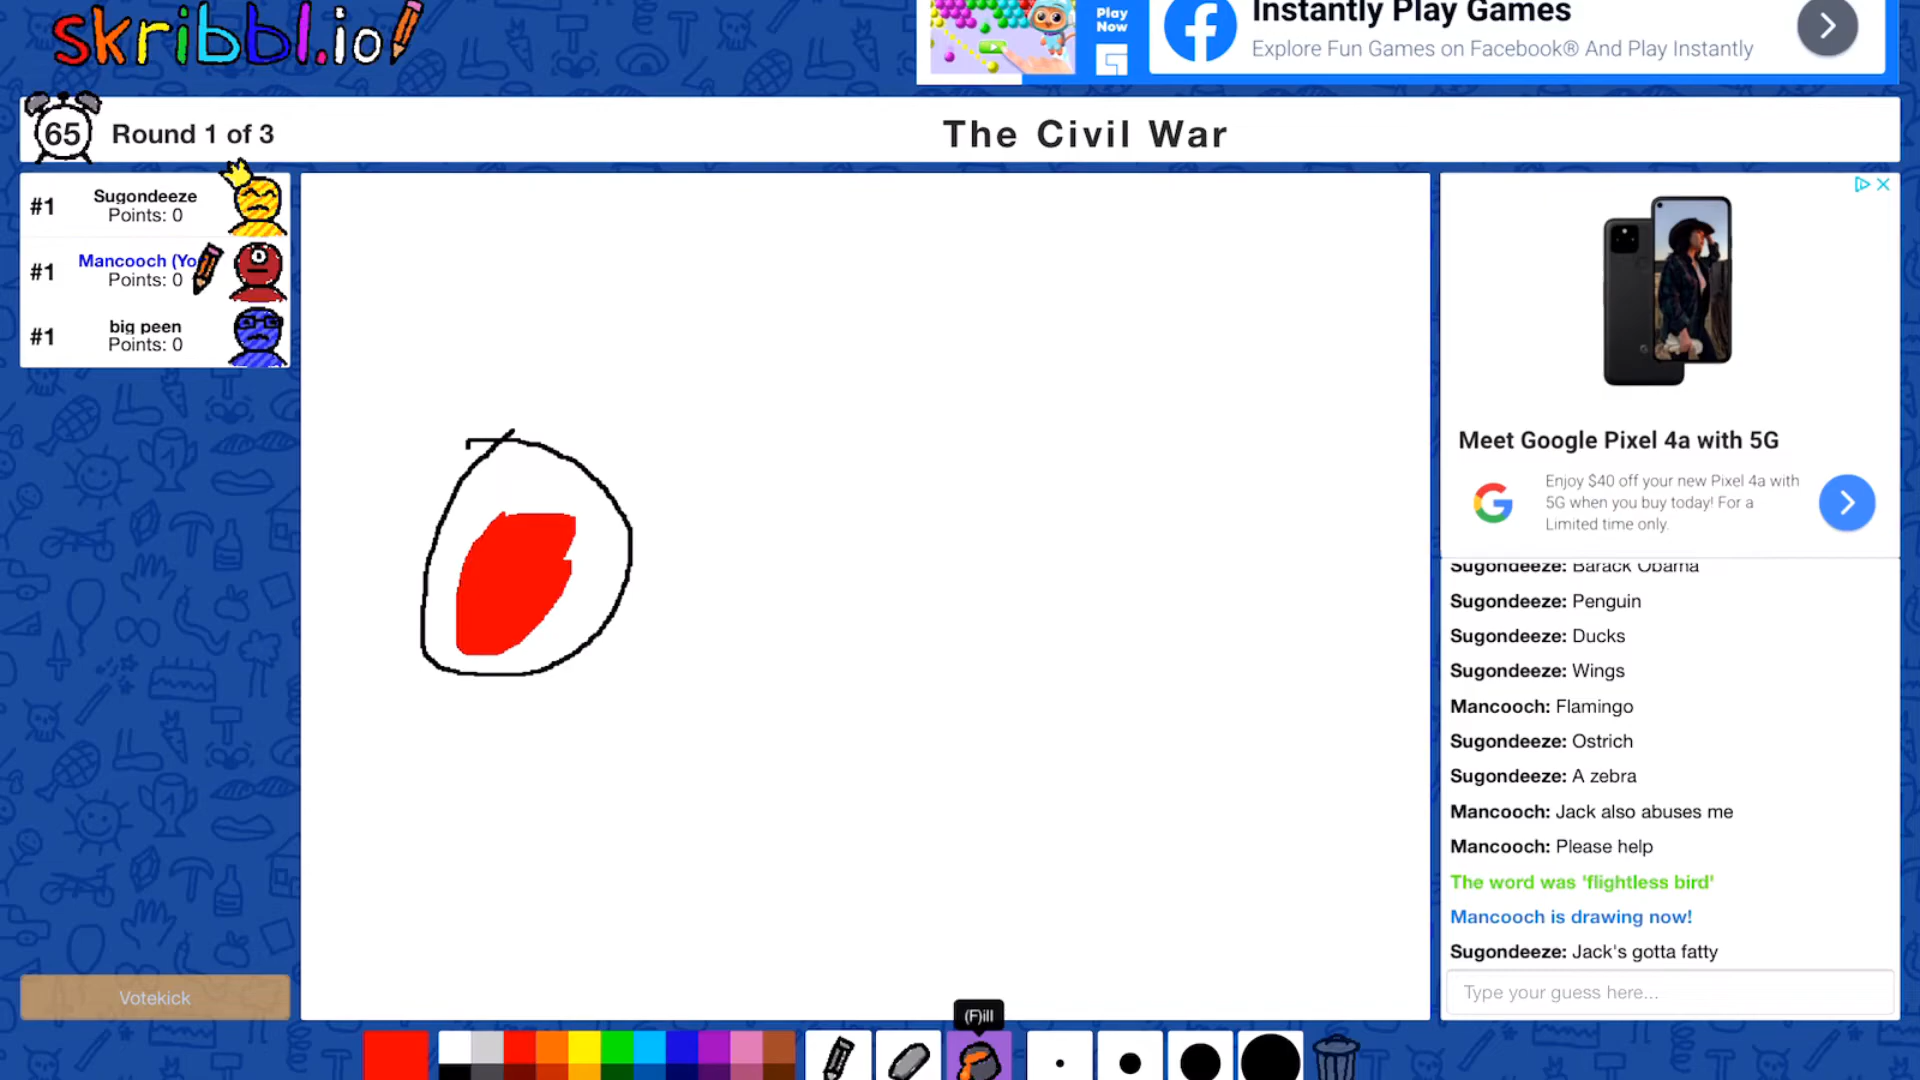 skribbl.io
Play
Now
Instantly Play Games
Explore Fun Games on Facebook® And Play Instantly
65
Round 1 of 3
The Civil War
#1
Sugondeeze
Points: 0
#1
Mancooch (Yo
Points: 0
#1
big peen
Points: 0
Meet Google Pixel 4a with 5G
Enjoy $40 off your new Pixel 4a with
5G when you buy today! For a
Limited time only.
Sugondeeze: Barack Obama
Sugondeeze: Penguin
Sugondeeze: Ducks
Sugondeeze: Wings
Mancooch: Flamingo
Sugondeeze: Ostrich
Sugondeeze: A zebra
Mancooch: Jack also abuses me
Mancooch: Please help
The word was 'flightless bird'
Mancooch is drawing now!
Sugondeeze: Jack's gotta fatty
Type your guess here...
Votekick
(F)ill